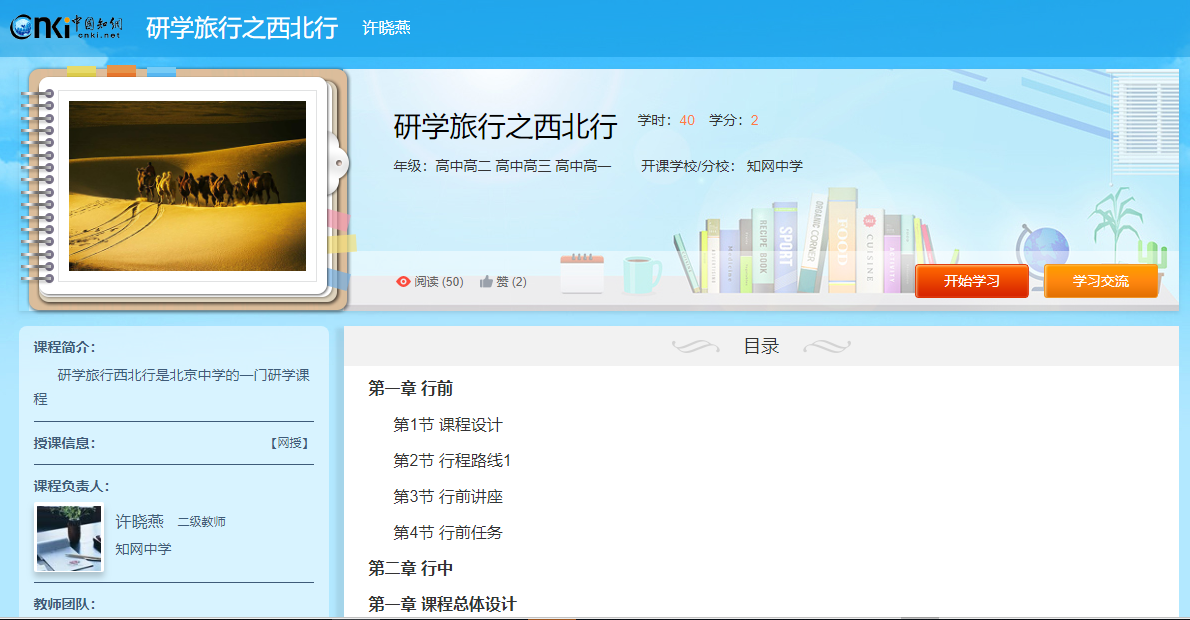 cnki 中国知网 cnki.net 研学旅行之西北行 许晓燕
研学旅行之西北行 学时：40 学分：2
年级：高中高二 高中高三 高中高一 开课学校/分校： 知网中学
RECIPE BOOK
SPORT
ORGANIC CORNER
FOOD
CUISINE
阅读 (50) 赞 (2)
开始学习 学习交流
课程简介：
研学旅行西北行是北京中学的一门研学课
程
授课信息： 【网授】
课程负责人：
许晓燕 二级教师
知网中学
教师团队：
目录
第一章 行前
第1节 课程设计
第2节 行程路线1
第3节 行前讲座
第4节 行前任务
第二章 行中
第一章 课程总体设计